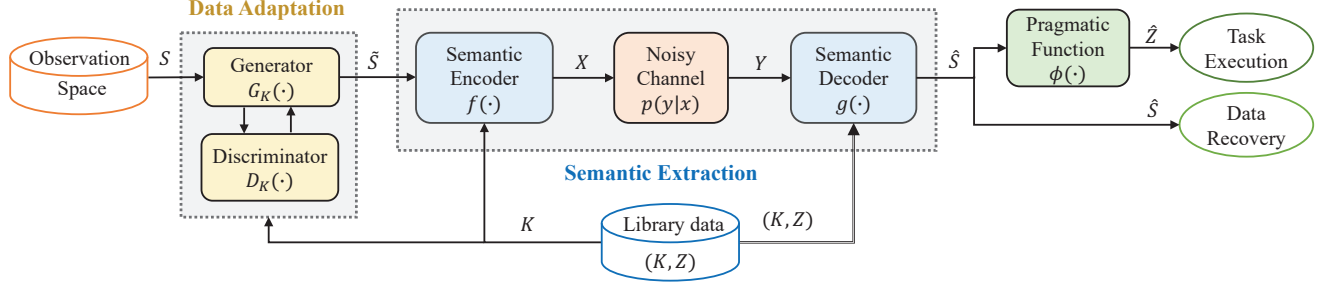 Data Adaptation
Observation
Space
S
Generator
G_K(·)
Discriminator
D_K(·)
S̃
Semantic
Encoder
f(·)
X
Noisy
Channel
p(y|x)
Y
Semantic
Decoder
g(·)
Ŝ
Pragmatic
Function
ϕ(·)
Ẑ
Task
Execution
Ŝ
Data
Recovery
Semantic Extraction
K
Library data
(K, Z)
(K, Z)